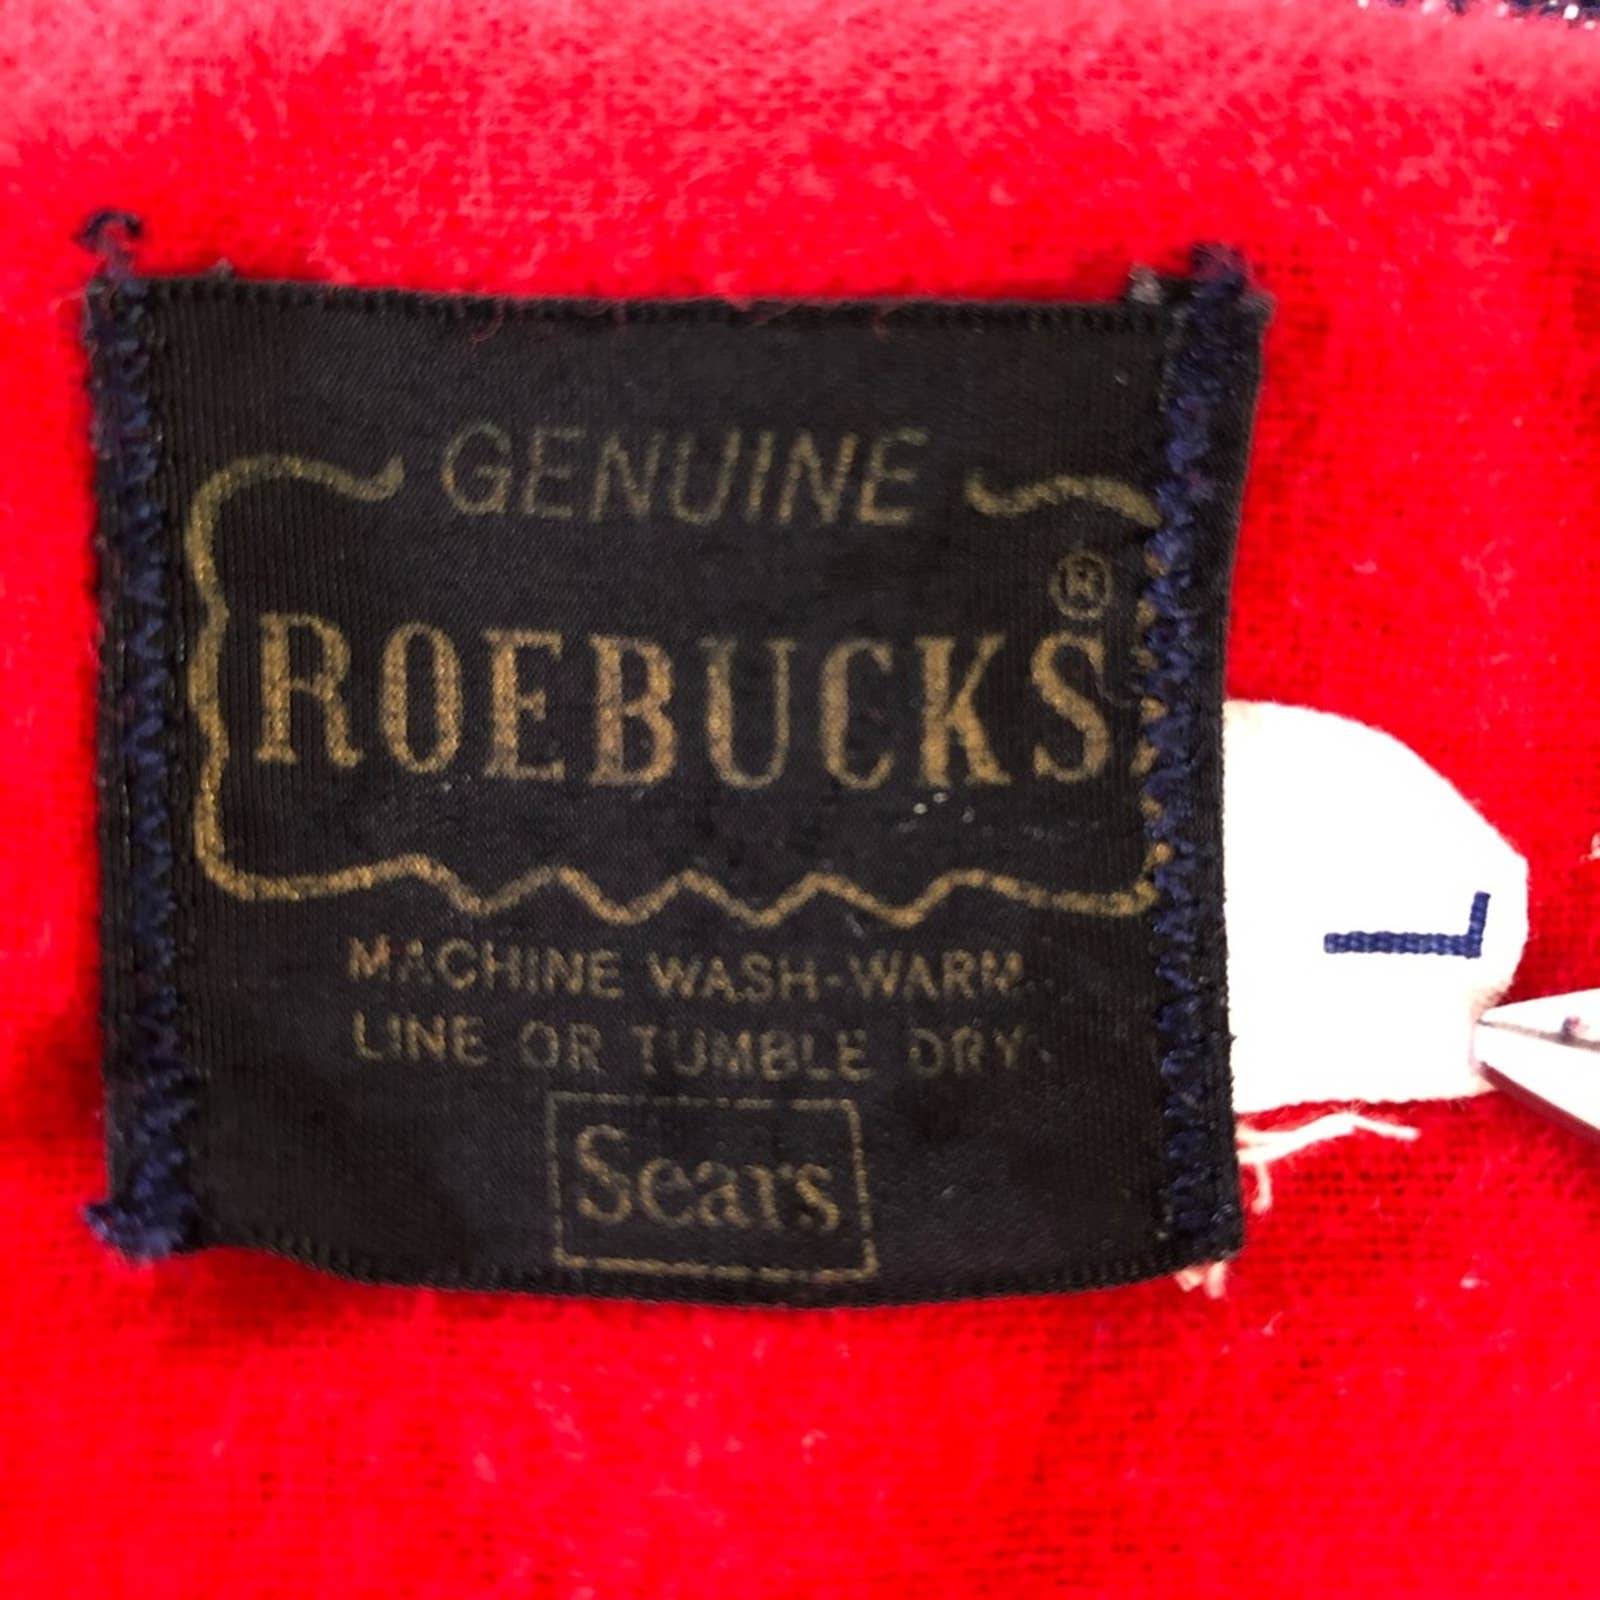 GENUINE
ROEBUCKS®
MACHINE WASH-WARM
LINE OR TUMBLE DRY
Sears
L